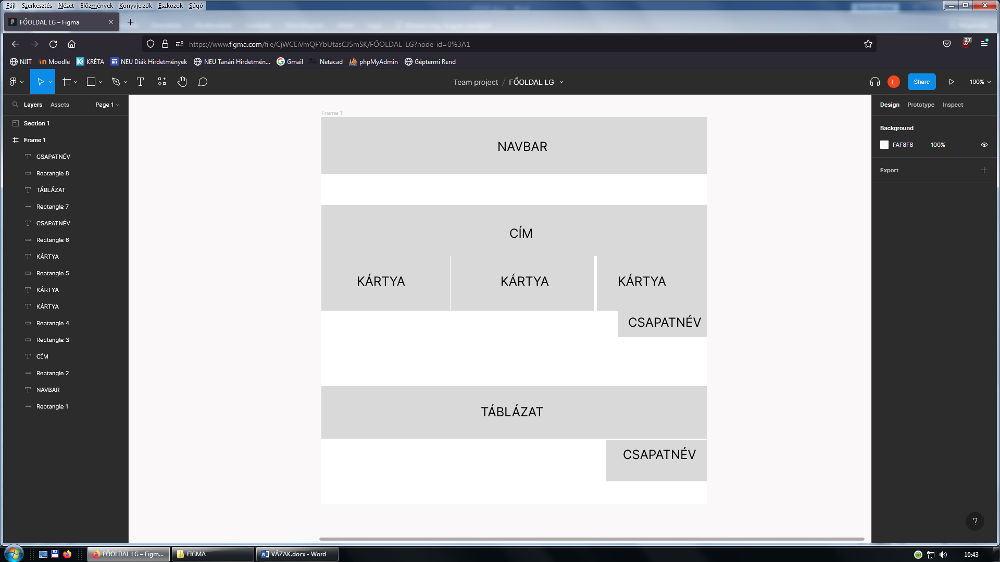 Fájl Szerkesztés Nézet Előzmények Könyvjelzők Eszközök Súgó
FŐOLDAL LG – Figma
https://www.figma.com/file/CjWCEiVmQFYbUtasCJ5mSK/FŐOLDAL-LG?node-id=0%3A1
27
NJIT Moodle KRÉTA NEU Diák Hirdetmények NEU Tanári Hirdetmén... Gmail Netacad phpMyAdmin Géptermi Rend
Team project / FŐOLDAL LG
L
Share
100%
Layers Assets Page 1
Section 1
Frame 1
CSAPATNÉV
Rectangle 8
TÁBLÁZAT
Rectangle 7
CSAPATNÉV
Rectangle 6
KÁRTYA
Rectangle 5
KÁRTYA
KÁRTYA
Rectangle 4
Rectangle 3
CÍM
Rectangle 2
NAVBAR
Rectangle 1
Frame 1
NAVBAR
CÍM
KÁRTYA KÁRTYA KÁRTYA
CSAPATNÉV
TÁBLÁZAT
CSAPATNÉV
Design Prototype Inspect
Background
FAF8F8 100%
Export
?
FŐOLDAL LG – Figm... FIGMA VÁZAK.docx - Word
10:43